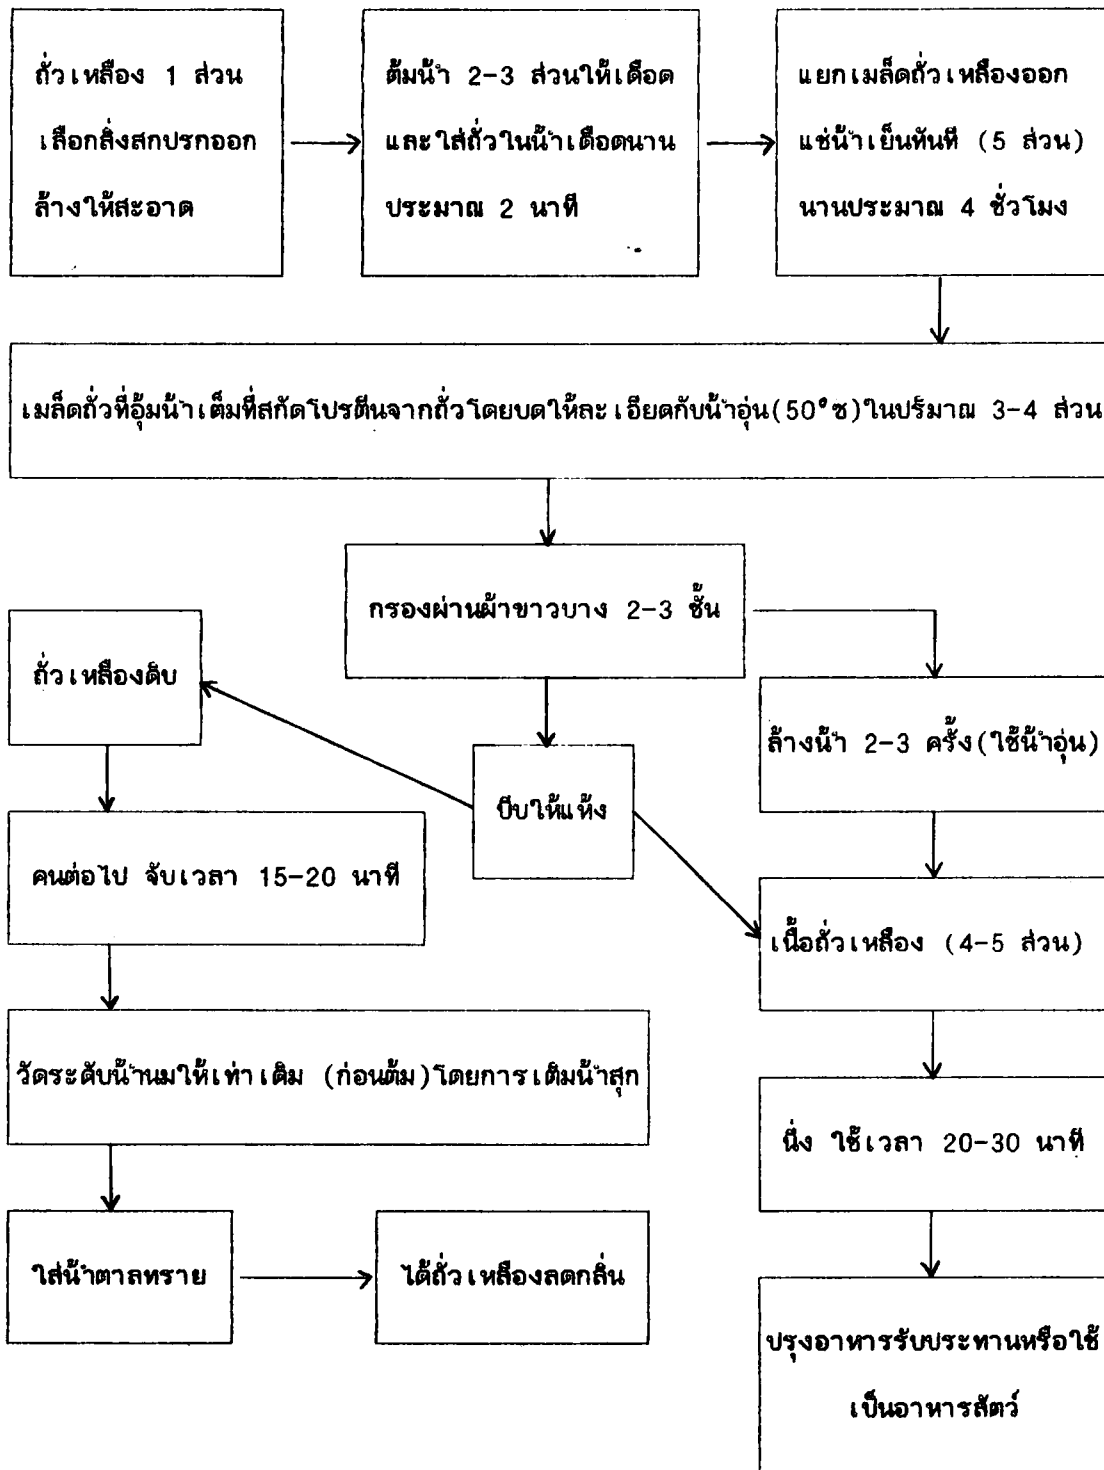 ถั่วเหลือง 1 ส่วน
เลือกสิ่งสกปรกออก
ล้างให้สะอาด
ต้มน้ำ 2-3 ส่วนให้เดือด
และใส่ถั่วในน้ำเดือดนาน
ประมาณ 2 นาที
แยกเมล็ดถั่วเหลืองออก
แช่น้ำเย็นทันที (5 ส่วน)
นานประมาณ 4 ชั่วโมง
เมล็ดถั่วที่อุ้มน้ำเต็มที่สกัดโปรตีนจากถั่วโดยบดให้ละเอียดกับน้ำอุ่น(50°ซ)ในปริมาณ 3-4 ส่วน
กรองผ่านผ้าขาวบาง 2-3 ชั้น
ถั่วเหลืองดิบ
ล้างน้ำ 2-3 ครั้ง(ใช้น้ำอุ่น)
บีบให้แห้ง
คนต่อไป จับเวลา 15-20 นาที
เนื้อถั่วเหลือง (4-5 ส่วน)
วัดระดับน้ำนมให้เท่าเดิม (ก่อนต้ม)โดยการเติมน้ำสุก
นึ่ง ใช้เวลา 20-30 นาที
ใส่น้ำตาลทราย
ได้ถั่วเหลืองลดกลิ่น
ปรุงอาหารรับประทานหรือใช้
เป็นอาหารสัตว์